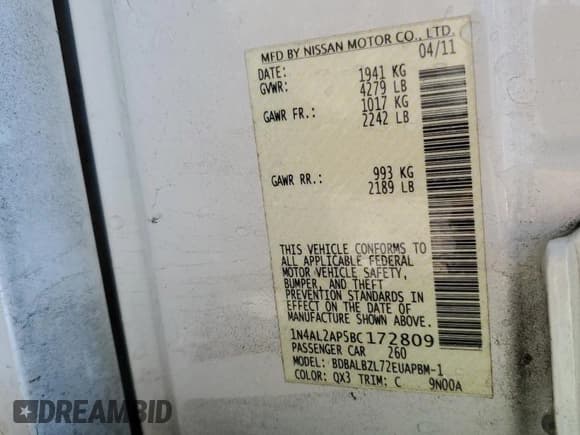 MFD BY NISSAN MOTOR CO., LTD.
DATE: 04/11
GVWR: 1941 KG
4279 LB
GAWR FR.: 1017 KG
2242 LB
GAWR RR.: 993 KG
2189 LB
THIS VEHICLE CONFORMS TO
ALL APPLICABLE FEDERAL
MOTOR VEHICLE SAFETY,
BUMPER, AND THEFT
PREVENTION STANDARDS IN
EFFECT ON THE DATE OF
MANUFACTURE SHOWN ABOVE.
1N4AL2AP5BC172809
PASSENGER CAR 260
MODEL: BDBALBZL72EUAPBM-1
COLOR: QX3 TRIM: C 9N00A
DREAMBID